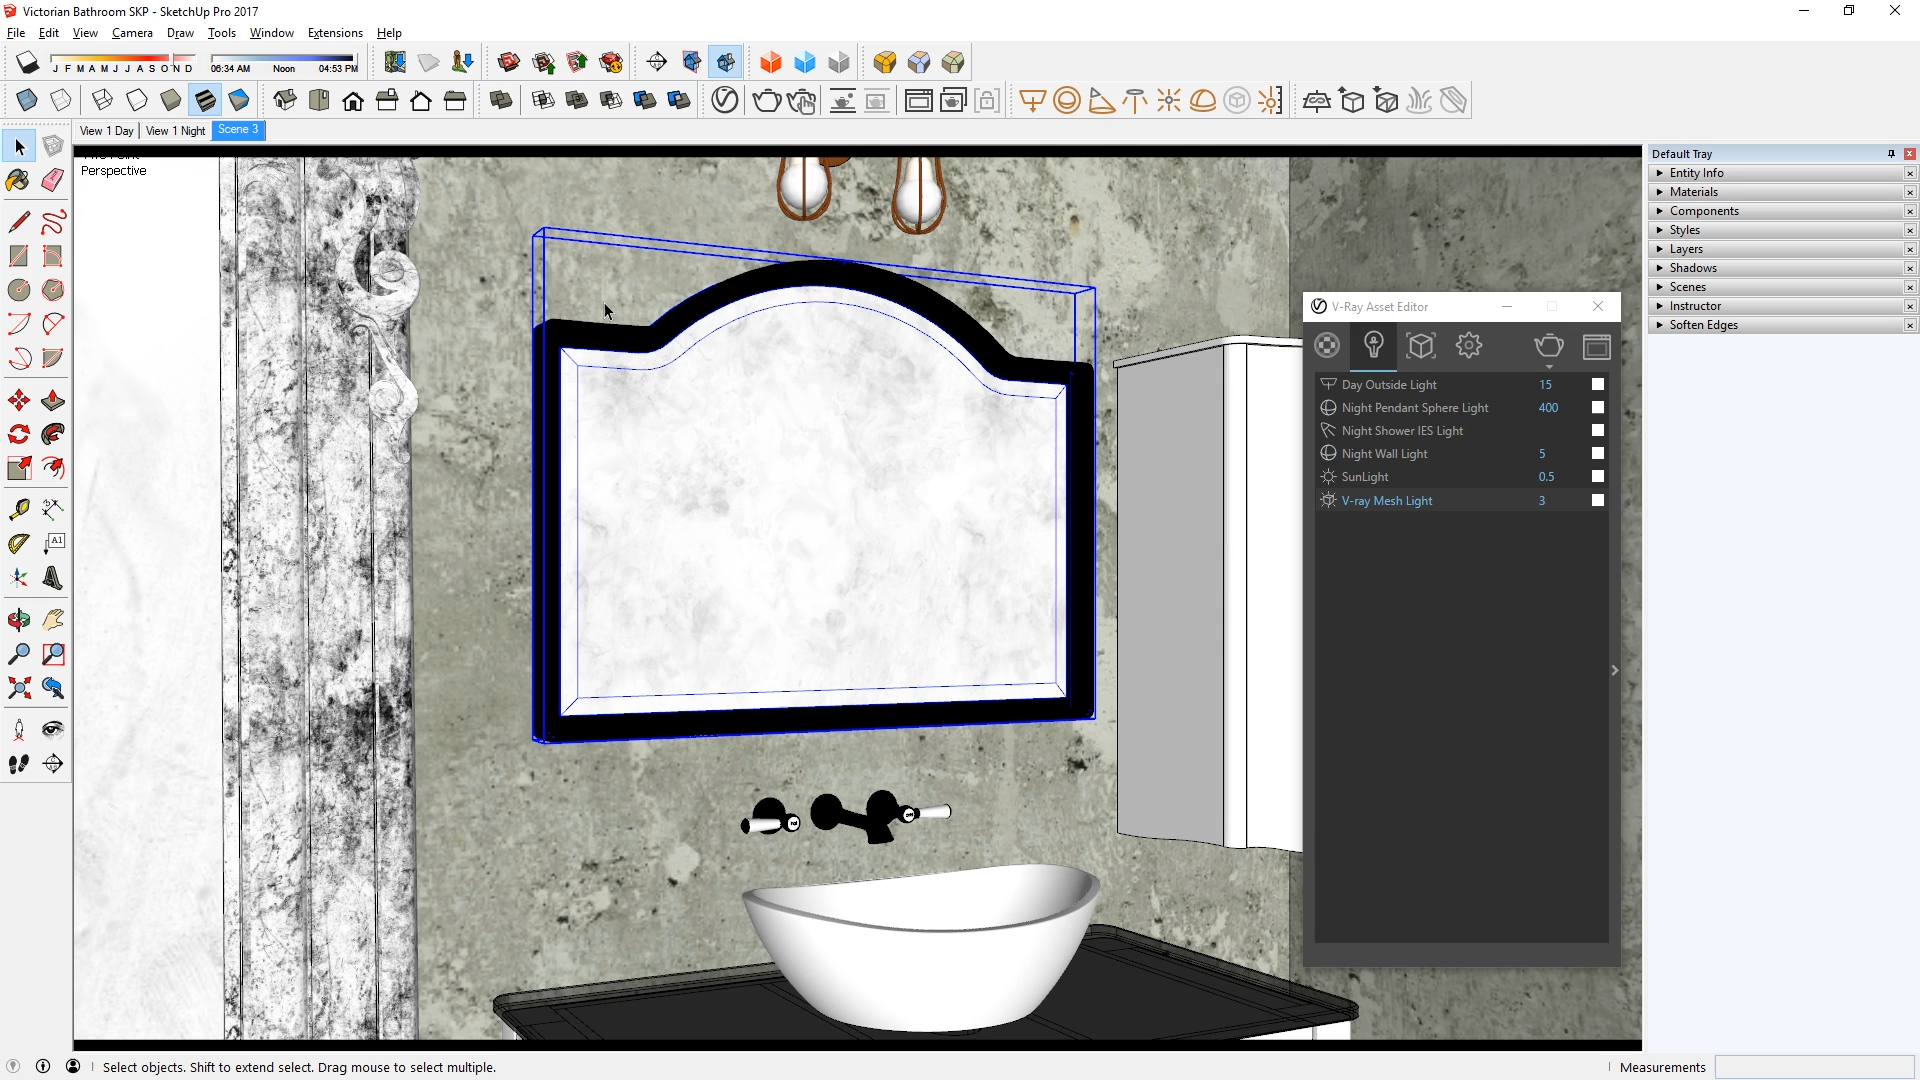 Victorian Bathroom SKP - SketchUp Pro 2017
File Edit View Camera Draw Tools Window Extensions Help
J F M A M J J A S O N D 06:34 AM Noon 04:53 PM
View 1 Day View 1 Night Scene 3
Perspective
Default Tray
Entity Info
Materials
Components
Styles
Layers
Shadows
Scenes
Instructor
Soften Edges
V-Ray Asset Editor
Day Outside Light 15
Night Pendant Sphere Light 400
Night Shower IES Light
Night Wall Light 5
SunLight 0.5
V-ray Mesh Light 3
A1
Select objects. Shift to extend select. Drag mouse to select multiple.
Measurements